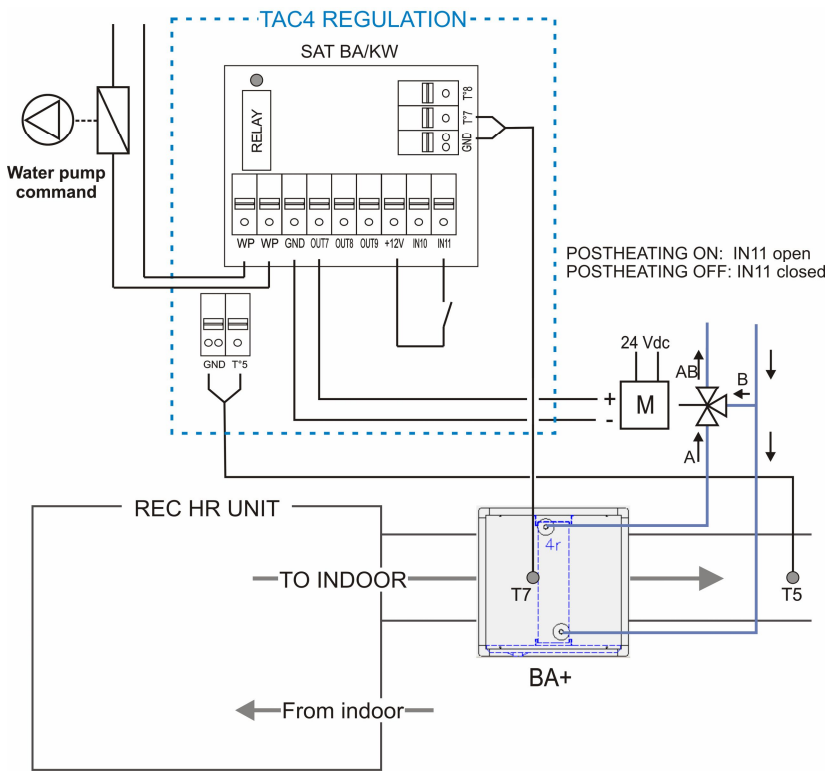 TAC4 REGULATION
SAT BA/KW
RELAY
T°8
T°7
GND
Water pump
command
WP WP GND OUT7 OUT8 OUT9 +12V IN10 IN11
POSTHEATING ON: IN11 open
POSTHEATING OFF: IN11 closed
GND T°5
24 Vdc
AB
B
+
M
-
A
REC HR UNIT
4r
TO INDOOR
T7
T5
BA+
From indoor